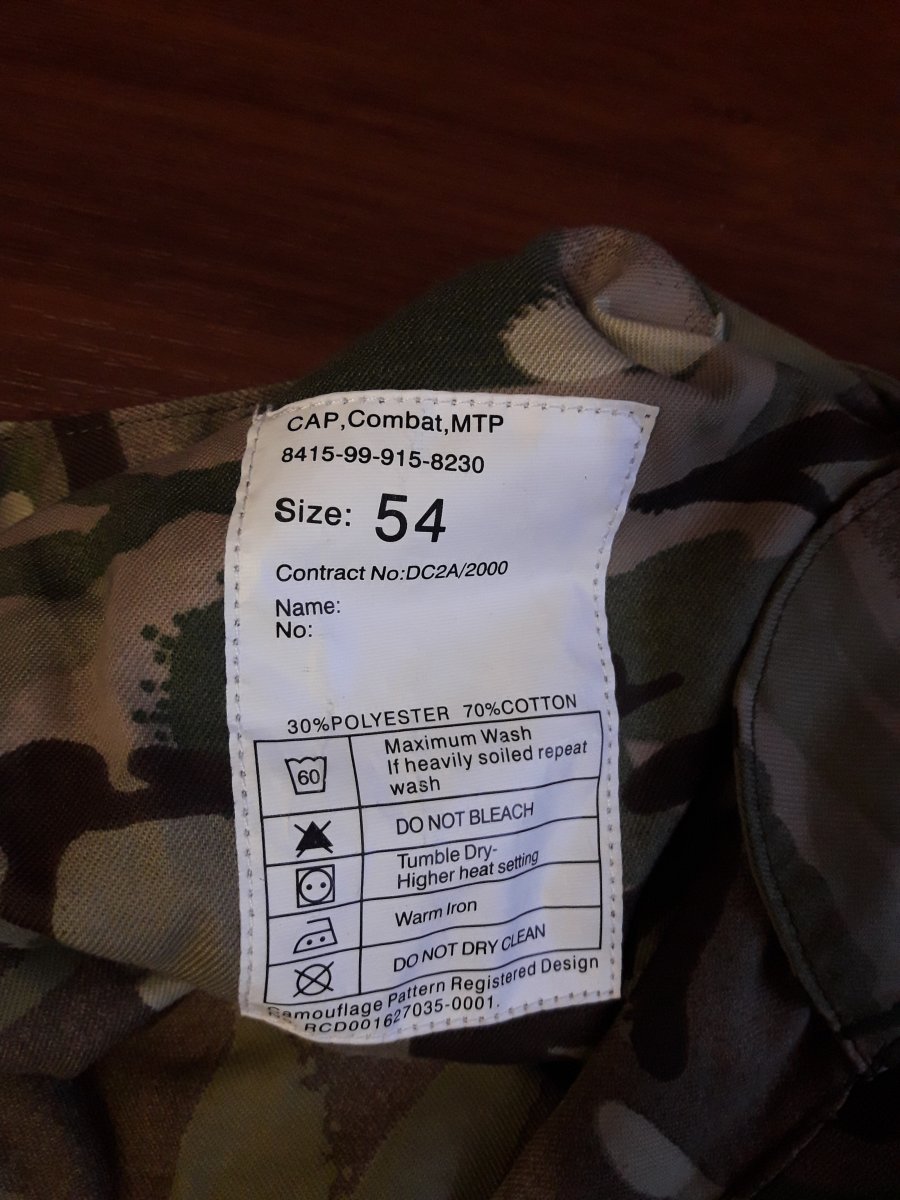 CAP,Combat,MTP
8415-99-915-8230
Size: 54
Contract No:DC2A/2000
Name:
No:
30%POLYESTER 70%COTTON
60
Maximum Wash
If heavily soiled repeat
wash
DO NOT BLEACH
Tumble Dry-
Higher heat setting
Warm Iron
DO NOT DRY CLEAN
Camouflage Pattern Registered Design
RCD001627035-0001.